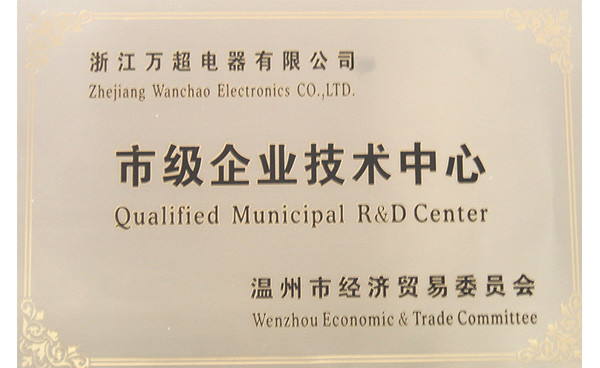 浙江万超电器有限公司
Zhejiang Wanchao Electronics CO.,LTD.
市级企业技术中心
Qualified Municipal R&D Center
温州市经济贸易委员会
Wenzhou Economic & Trade Committee